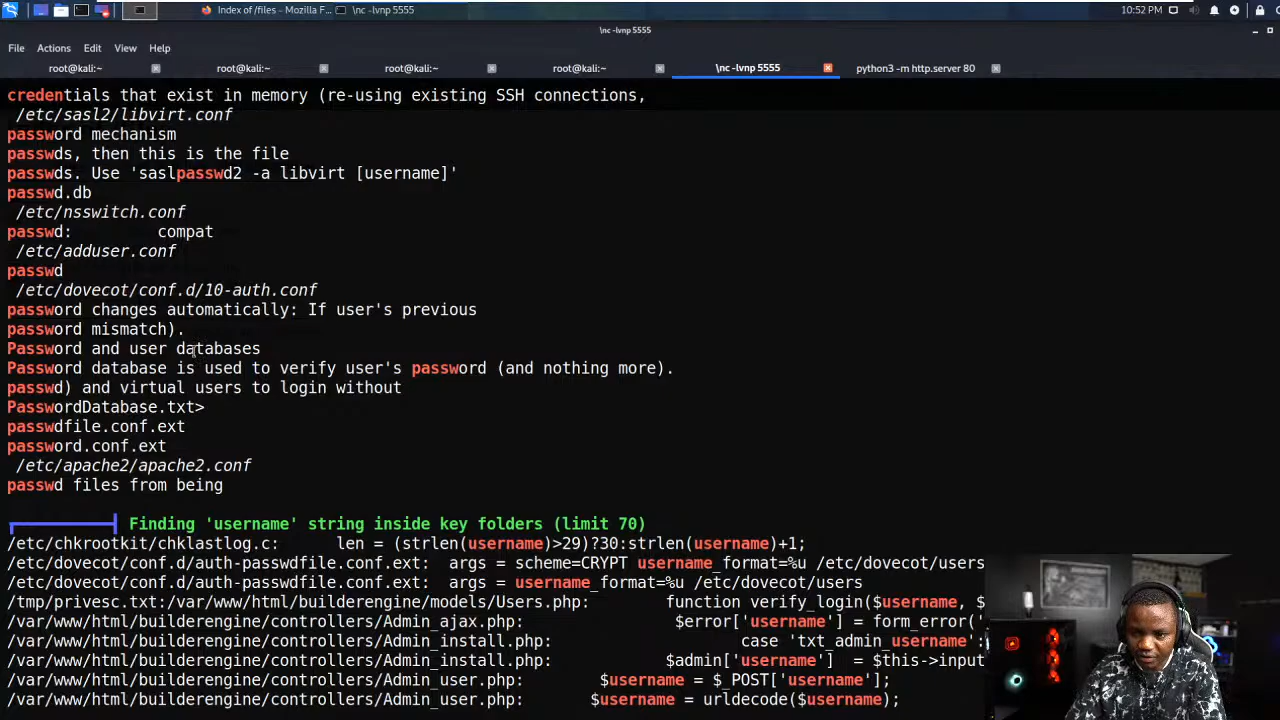 Index of /files - Mozilla F...
\nc -lvnp 5555
10:52 PM
\nc -lvnp 5555
File Actions Edit View Help
root@kali:~
root@kali:~
root@kali:~
root@kali:~
\nc -lvnp 5555
python3 -m http.server 80
credentials that exist in memory (re-using existing SSH connections,
/etc/sasl2/libvirt.conf
password mechanism
passwds, then this is the file
passwds. Use 'saslpasswd2 -a libvirt [username]'
passwd.db
/etc/nsswitch.conf
passwd:         compat
/etc/adduser.conf
passwd
/etc/dovecot/conf.d/10-auth.conf
password changes automatically: If user's previous
password mismatch).
Password and user databases
Password database is used to verify user's password (and nothing more).
passwd) and virtual users to login without
PasswordDatabase.txt>
passwdfile.conf.ext
password.conf.ext
/etc/apache2/apache2.conf
passwd files from being
Finding 'username' string inside key folders (limit 70)
/etc/chkrootkit/chklastlog.c:      len = (strlen(username)>29)?30:strlen(username)+1;
/etc/dovecot/conf.d/auth-passwdfile.conf.ext:  args = scheme=CRYPT username_format=%u /etc/dovecot/users
/etc/dovecot/conf.d/auth-passwdfile.conf.ext:  args = username_format=%u /etc/dovecot/users
/tmp/privesc.txt:/var/www/html/builderengine/models/Users.php:        function verify_login($username, $
/var/www/html/builderengine/controllers/Admin_ajax.php:                $error['username'] = form_error('
/var/www/html/builderengine/controllers/Admin_install.php:                    case 'txt_admin_username':
/var/www/html/builderengine/controllers/Admin_install.php:            $admin['username']  = $this->input
/var/www/html/builderengine/controllers/Admin_user.php:        $username = $_POST['username'];
/var/www/html/builderengine/controllers/Admin_user.php:       $username = urldecode($username);